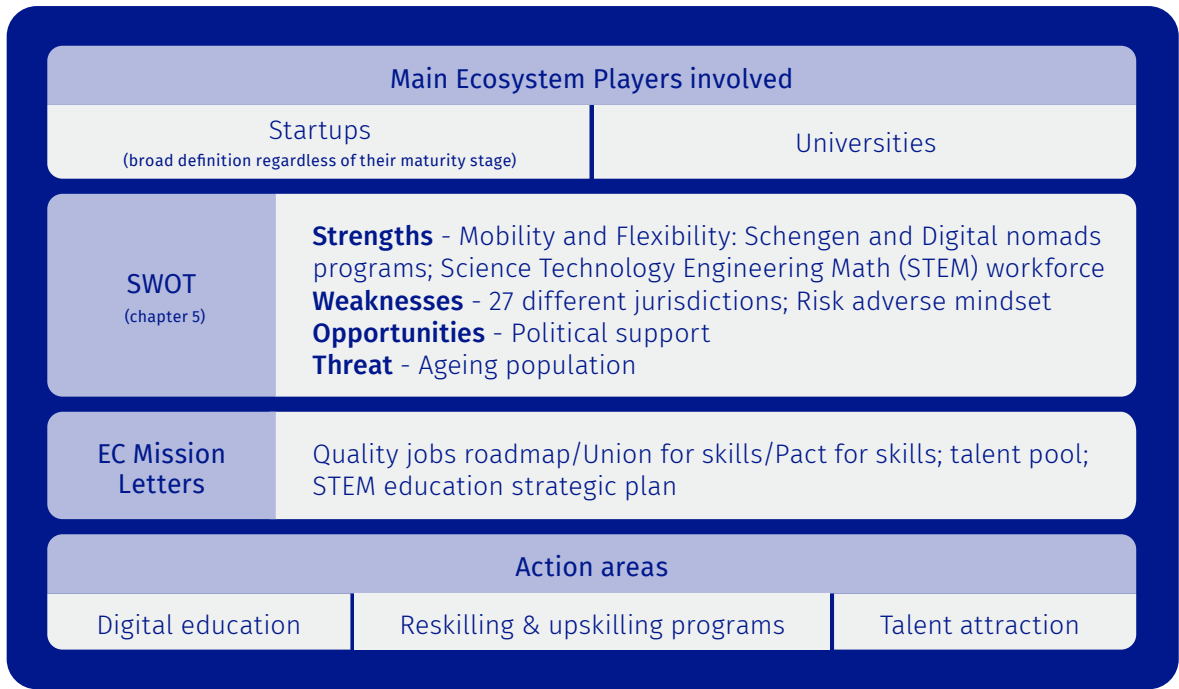 Main Ecosystem Players involved
Startups
(broad definition regardless of their maturity stage)
Universities
SWOT
(chapter 5)
Strengths - Mobility and Flexibility: Schengen and Digital nomads
programs; Science Technology Engineering Math (STEM) workforce
Weaknesses - 27 different jurisdictions; Risk adverse mindset
Opportunities - Political support
Threat - Ageing population
EC Mission
Letters
Quality jobs roadmap/Union for skills/Pact for skills; talent pool;
STEM education strategic plan
Action areas
Digital education
Reskilling & upskilling programs
Talent attraction